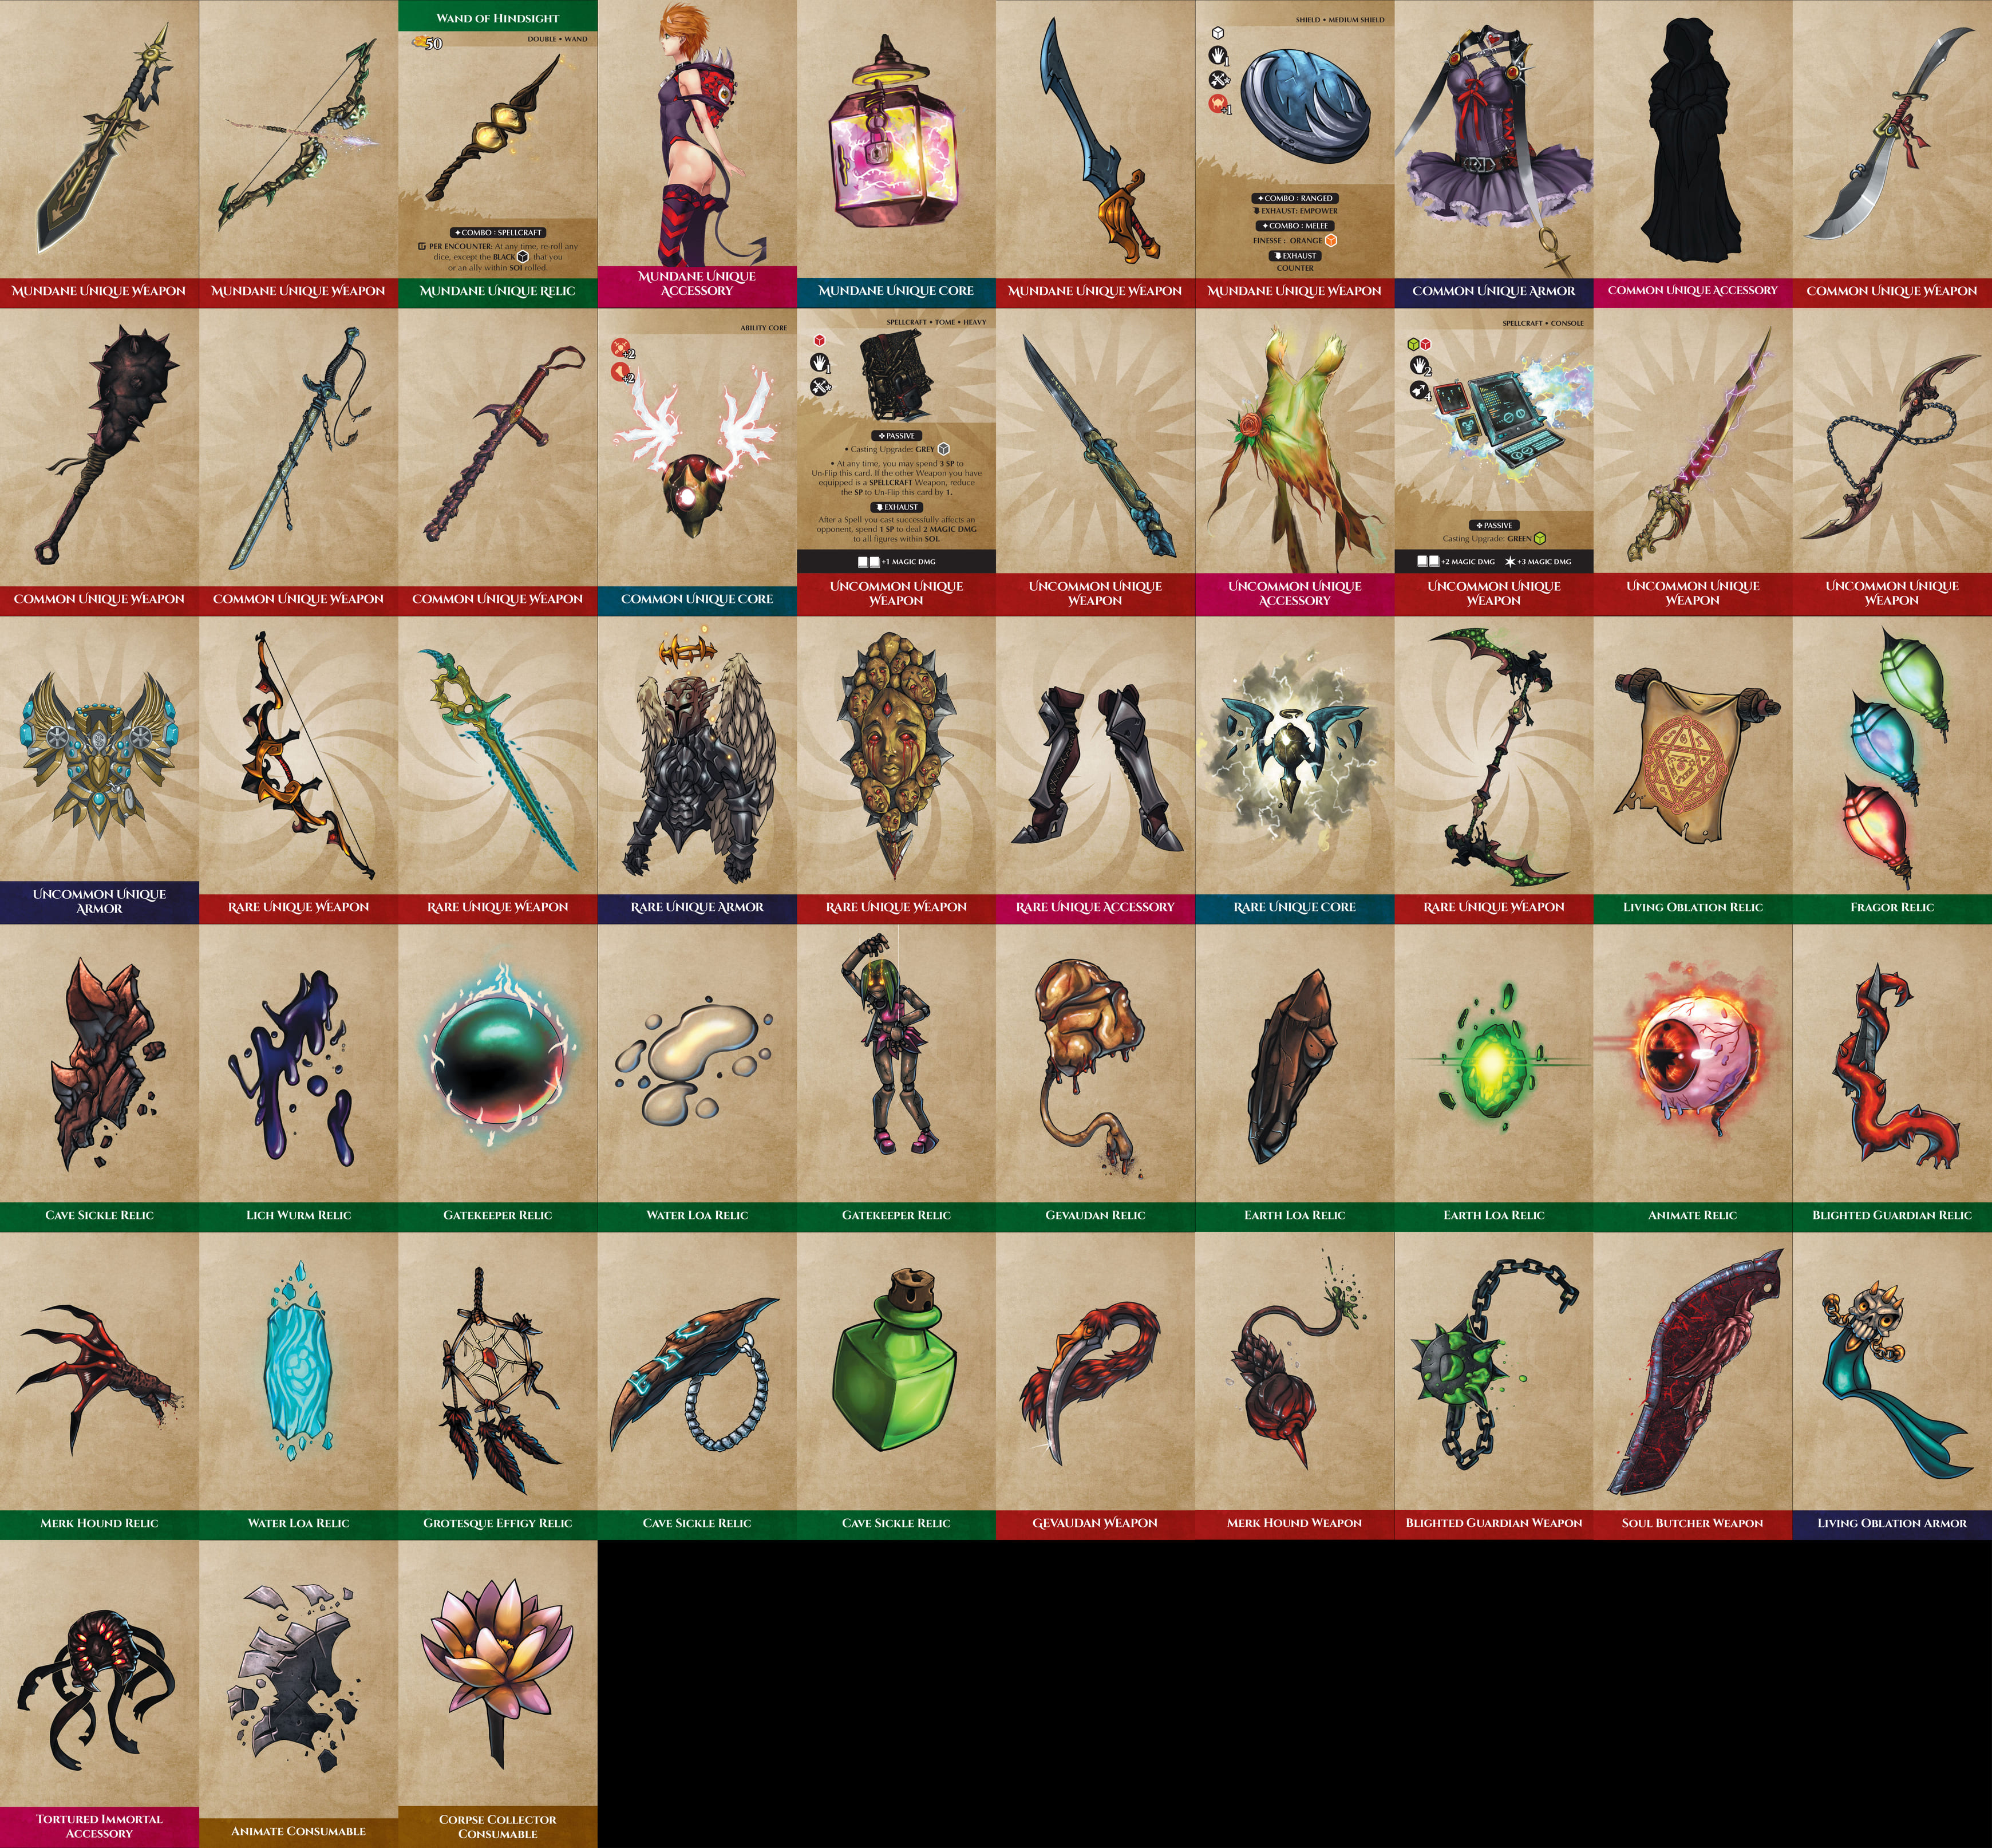 WAND OF HINDSIGHT
50
DOUBLE • WAND
COMBO : SPELLCRAFT
PER ENCOUNTER: At any time, re-roll any
dice, except the BLACK that you
or an ally within SOI rolled.
SHIELD • MEDIUM SHIELD
1
+1
COMBO : RANGED
EXHAUST: EMPOWER
COMBO : MELEE
FINESSE : ORANGE
EXHAUST
COUNTER
MUNDANE UNIQUE WEAPON
MUNDANE UNIQUE WEAPON
MUNDANE UNIQUE RELIC
MUNDANE UNIQUE
ACCESSORY
MUNDANE UNIQUE CORE
MUNDANE UNIQUE WEAPON
MUNDANE UNIQUE WEAPON
COMMON UNIQUE ARMOR
COMMON UNIQUE ACCESSORY
COMMON UNIQUE WEAPON
ABILITY CORE
+2
+2
SPELLCRAFT • TOME • HEAVY
1
PASSIVE
• Casting Upgrade: GREY
• At any time, you may spend 3 SP to
Un-Flip this card. If the other Weapon you have
equipped is a SPELLCRAFT Weapon, reduce
the SP to Un-Flip this card by 1.
EXHAUST
After a Spell you cast successfully affects an
opponent, spend 1 SP to deal 2 MAGIC DMG
to all figures within SOI.
+1 MAGIC DMG
SPELLCRAFT • CONSOLE
2
4
PASSIVE
Casting Upgrade: GREEN
+2 MAGIC DMG +3 MAGIC DMG
COMMON UNIQUE WEAPON
COMMON UNIQUE WEAPON
COMMON UNIQUE WEAPON
COMMON UNIQUE CORE
UNCOMMON UNIQUE
WEAPON
UNCOMMON UNIQUE
WEAPON
UNCOMMON UNIQUE
ACCESSORY
UNCOMMON UNIQUE
WEAPON
UNCOMMON UNIQUE
WEAPON
UNCOMMON UNIQUE
WEAPON
UNCOMMON UNIQUE
ARMOR
RARE UNIQUE WEAPON
RARE UNIQUE WEAPON
RARE UNIQUE ARMOR
RARE UNIQUE WEAPON
RARE UNIQUE ACCESSORY
RARE UNIQUE CORE
RARE UNIQUE WEAPON
LIVING OBLATION RELIC
FRAGOR RELIC
CAVE SICKLE RELIC
LICH WURM RELIC
GATEKEEPER RELIC
WATER LOA RELIC
GATEKEEPER RELIC
GEVAUDAN RELIC
EARTH LOA RELIC
EARTH LOA RELIC
ANIMATE RELIC
BLIGHTED GUARDIAN RELIC
MERK HOUND RELIC
WATER LOA RELIC
GROTESQUE EFFIGY RELIC
CAVE SICKLE RELIC
CAVE SICKLE RELIC
GEVAUDAN WEAPON
MERK HOUND WEAPON
BLIGHTED GUARDIAN WEAPON
SOUL BUTCHER WEAPON
LIVING OBLATION ARMOR
TORTURED IMMORTAL
ACCESSORY
ANIMATE CONSUMABLE
CORPSE COLLECTOR
CONSUMABLE